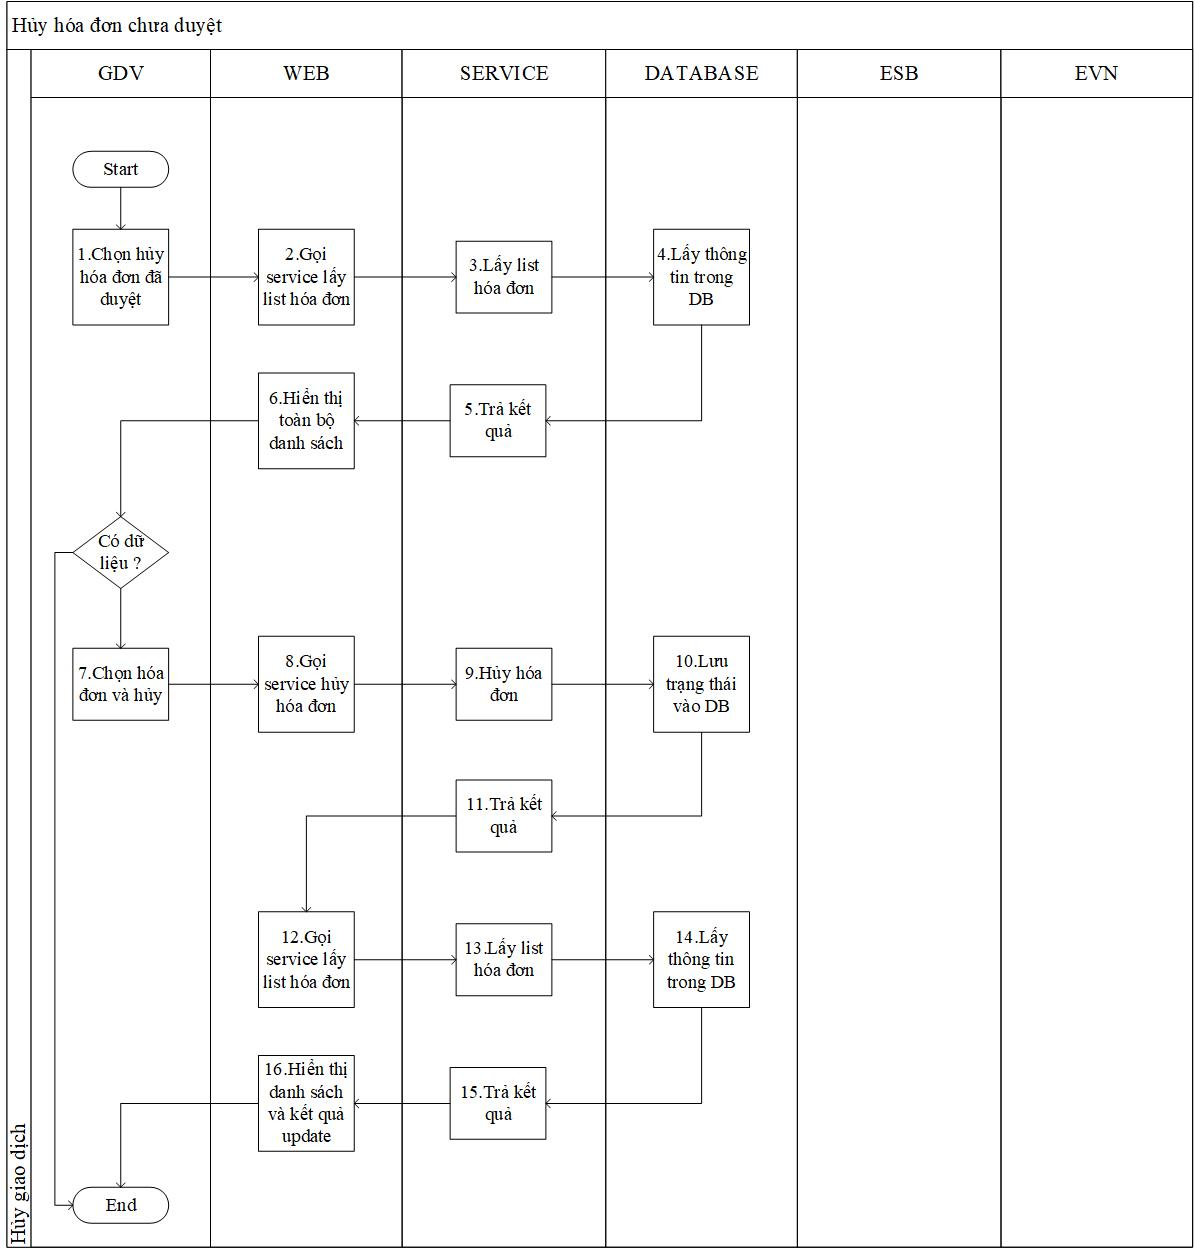 Hủy hóa đơn chưa duyệt
GDV
WEB
SERVICE
DATABASE
ESB
EVN
Start
1.Chọn hủy
hóa đơn đã
duyệt
2.Gọi
service lấy
list hóa đơn
3.Lấy list
hóa đơn
4.Lấy thông
tin trong
DB
6.Hiển thị
toàn bộ
danh sách
5.Trả kết
quả
Có dữ
liệu ?
7.Chọn hóa
đơn và hủy
8.Gọi
service hủy
hóa đơn
9.Hủy hóa
đơn
10.Lưu
trạng thái
vào DB
11.Trả kết
quả
12.Gọi
service lấy
list hóa đơn
13.Lấy list
hóa đơn
14.Lấy
thông tin
trong DB
16.Hiển thị
danh sách
và kết quả
update
15.Trả kết
quả
End
Hủy giao dịch